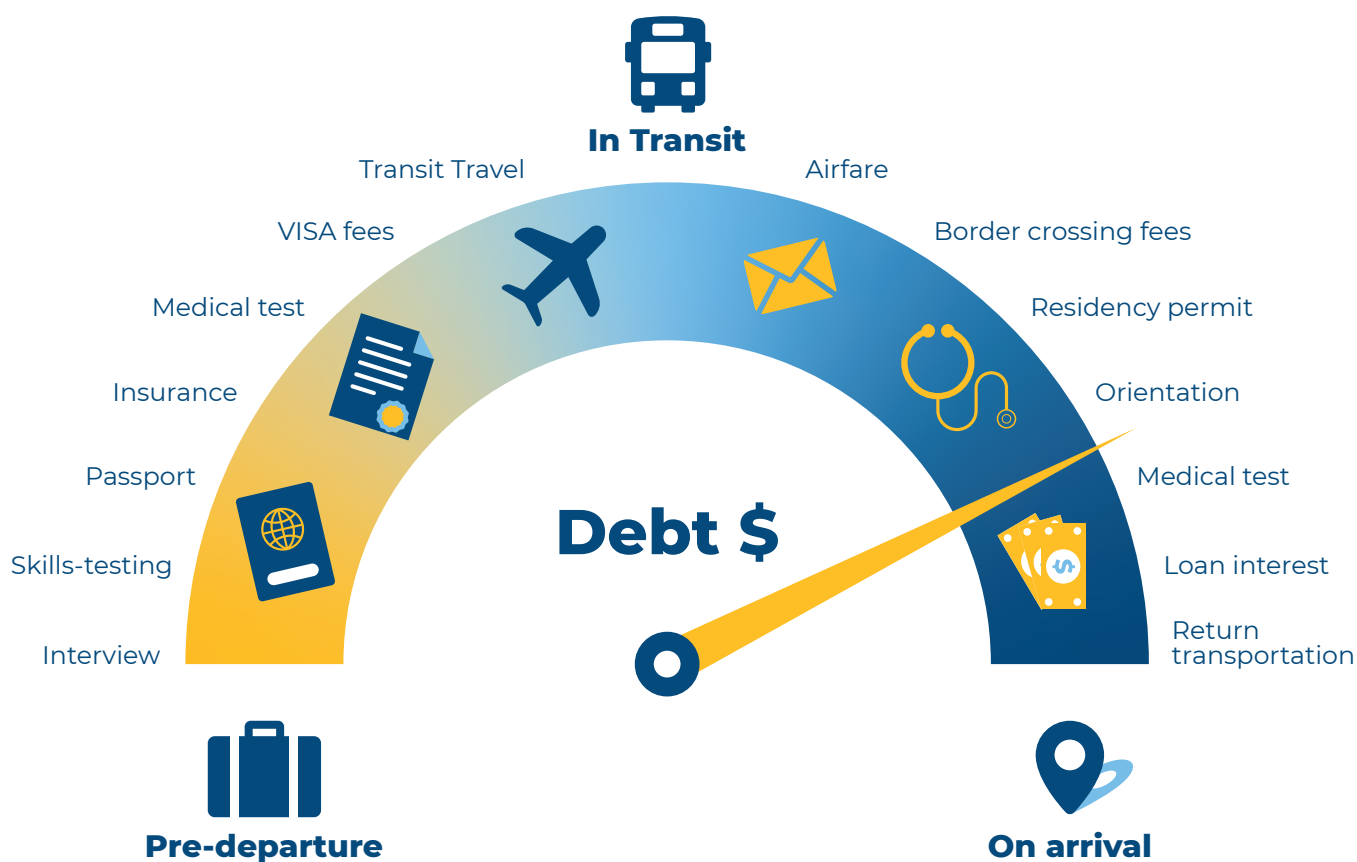 In Transit
Transit Travel
Airfare
VISA fees
Border crossing fees
Medical test
Residency permit
Insurance
Orientation
Passport
Medical test
Debt $
Skills-testing
Loan interest
Interview
Return
transportation
$
Pre-departure
On arrival